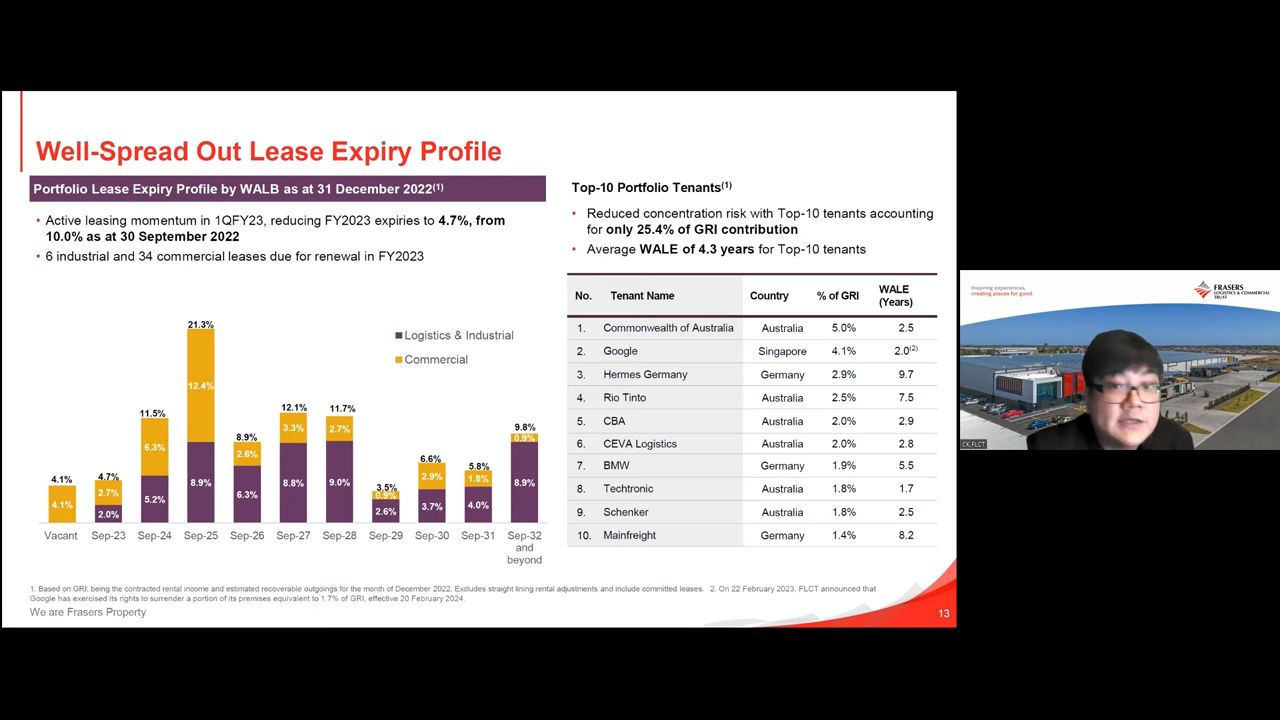 Well-Spread Out Lease Expiry Profile
Portfolio Lease Expiry Profile by WALB as at 31 December 2022(1)
• Active leasing momentum in 1QFY23, reducing FY2023 expiries to 4.7%, from
10.0% as at 30 September 2022
• 6 industrial and 34 commercial leases due for renewal in FY2023
Logistics & Industrial
Commercial
4.1% 4.7% 11.5% 21.3% 8.9% 12.1% 11.7% 3.5% 6.6% 5.8% 9.8%
4.1% 2.7% 6.3% 12.4% 2.6% 3.3% 2.7% 0.9% 2.9% 1.8% 0.9%
2.0% 5.2% 8.9% 6.3% 8.8% 9.0% 2.6% 3.7% 4.0% 8.9%
Vacant Sep-23 Sep-24 Sep-25 Sep-26 Sep-27 Sep-28 Sep-29 Sep-30 Sep-31 Sep-32
and
beyond
Top-10 Portfolio Tenants(1)
• Reduced concentration risk with Top-10 tenants accounting
for only 25.4% of GRI contribution
• Average WALE of 4.3 years for Top-10 tenants
No. Tenant Name Country % of GRI WALE
(Years)
1. Commonwealth of Australia Australia 5.0% 2.5
2. Google Singapore 4.1% 2.0(2)
3. Hermes Germany Germany 2.9% 9.7
4. Rio Tinto Australia 2.5% 7.5
5. CBA Australia 2.0% 2.9
6. CEVA Logistics Australia 2.0% 2.8
7. BMW Germany 1.9% 5.5
8. Techtronic Australia 1.8% 1.7
9. Schenker Australia 1.8% 2.5
10. Mainfreight Germany 1.4% 8.2
1. Based on GRI, being the contracted rental income and estimated recoverable outgoings for the month of December 2022. Excludes straight lining rental adjustments and include committed leases. 2. On 22 February 2023, FLCT announced that
Google has exercised its rights to surrender a portion of its premises equivalent to 1.7% of GRI, effective 20 February 2024.
We are Frasers Property
13
Inspiring experiences,
creating places for good.
FRASERS
LOGISTICS & COMMERCIAL
TRUST
CK,FLCT